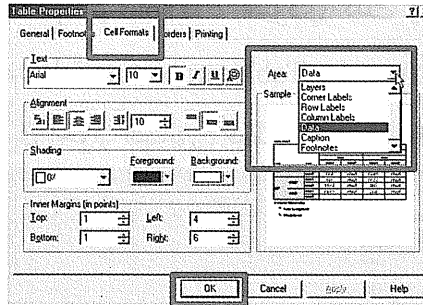 Table Properties ?
General Footnotes Cell Formats Borders Printing
Text
Arial 10 B I U
Area: Data
Layers
Corner Labels
Row Labels
Column Labels
Data
Caption
Footnotes
Sample
Alignment
10
Shading
Foreground: Background:
0%
Inner Margins (in points)
Top: 1 Left: 4
Bottom: 1 Right: 6
OK Cancel Apply Help